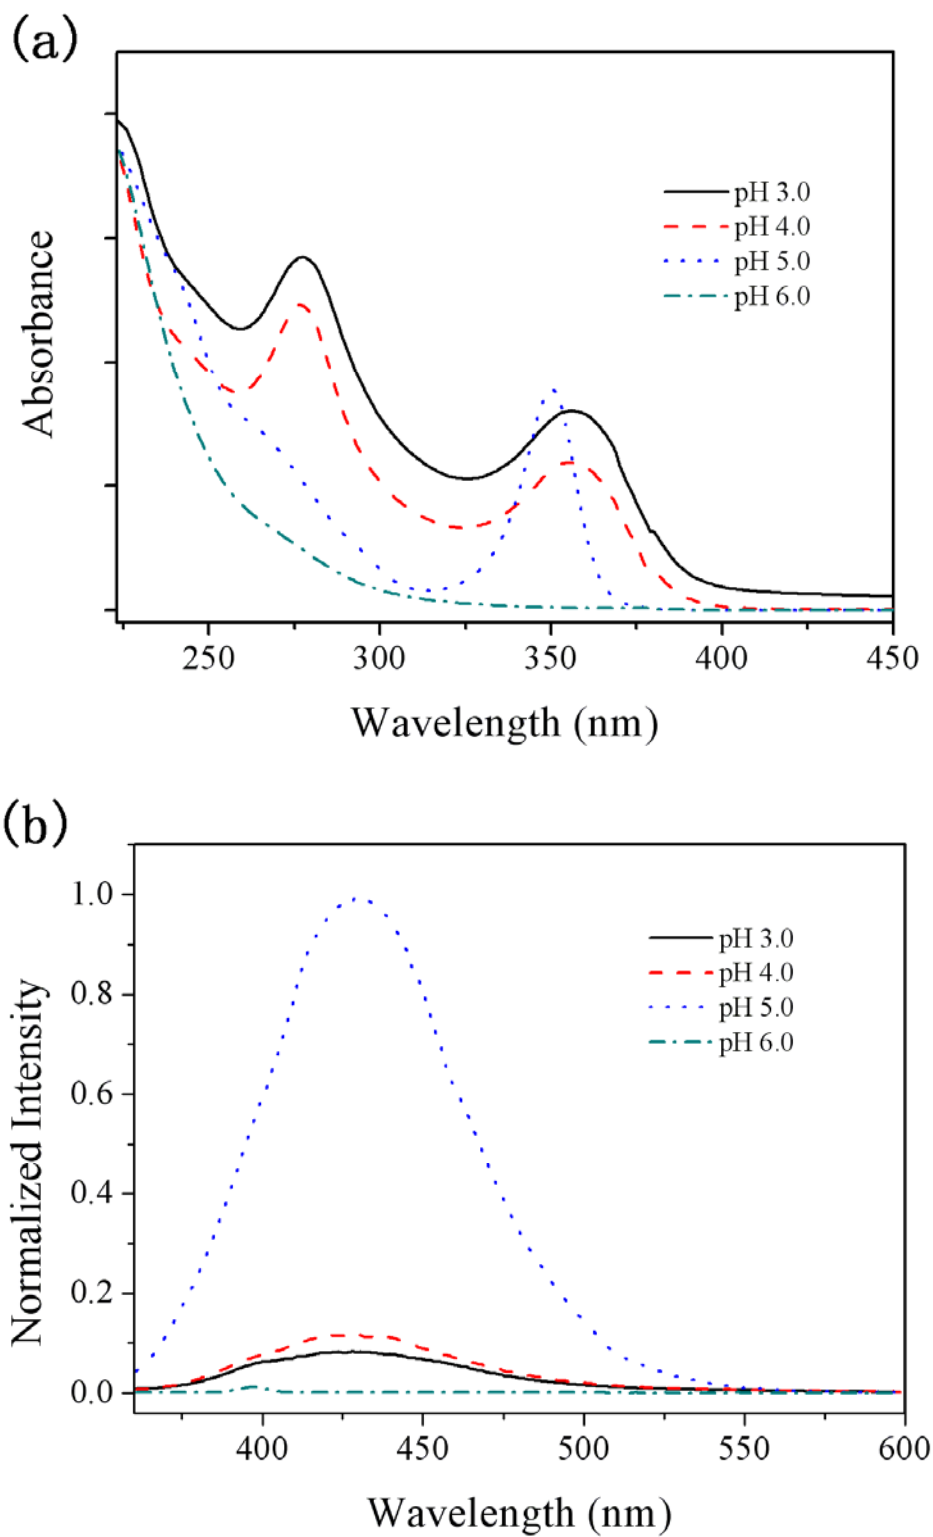 (a)
Absorbance
pH 3.0
pH 4.0
pH 5.0
pH 6.0
250 300 350 400 450
Wavelength (nm)
(b)
Normalized Intensity
1.0
0.8
0.6
0.4
0.2
0.0
pH 3.0
pH 4.0
pH 5.0
pH 6.0
400 450 500 550 600
Wavelength (nm)